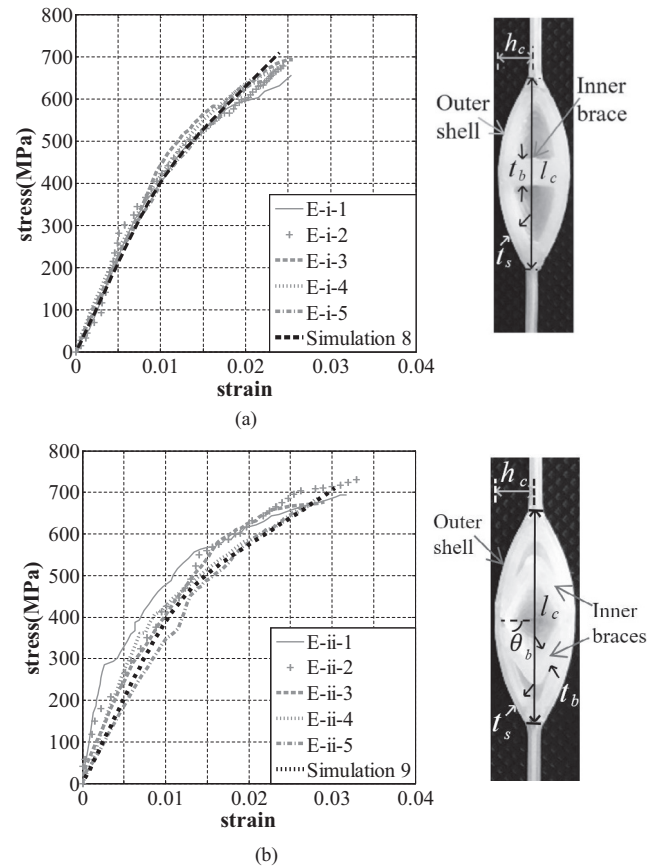 (a)
800
700
600
500
400
300
200
100
0
stress(MPa)
E-i-1
E-i-2
E-i-3
E-i-4
E-i-5
Simulation 8
0
0.01
0.02
0.03
0.04
strain
h_c
Outer
shell
Inner
brace
t_b
l_c
t_s
(a)
800
700
600
500
400
300
200
100
0
stress(MPa)
E-ii-1
E-ii-2
E-ii-3
E-ii-4
E-ii-5
Simulation 9
0
0.01
0.02
0.03
0.04
strain
h_c
Outer
shell
l_c
Inner
braces
θ_b
t_b
t_s
(b)